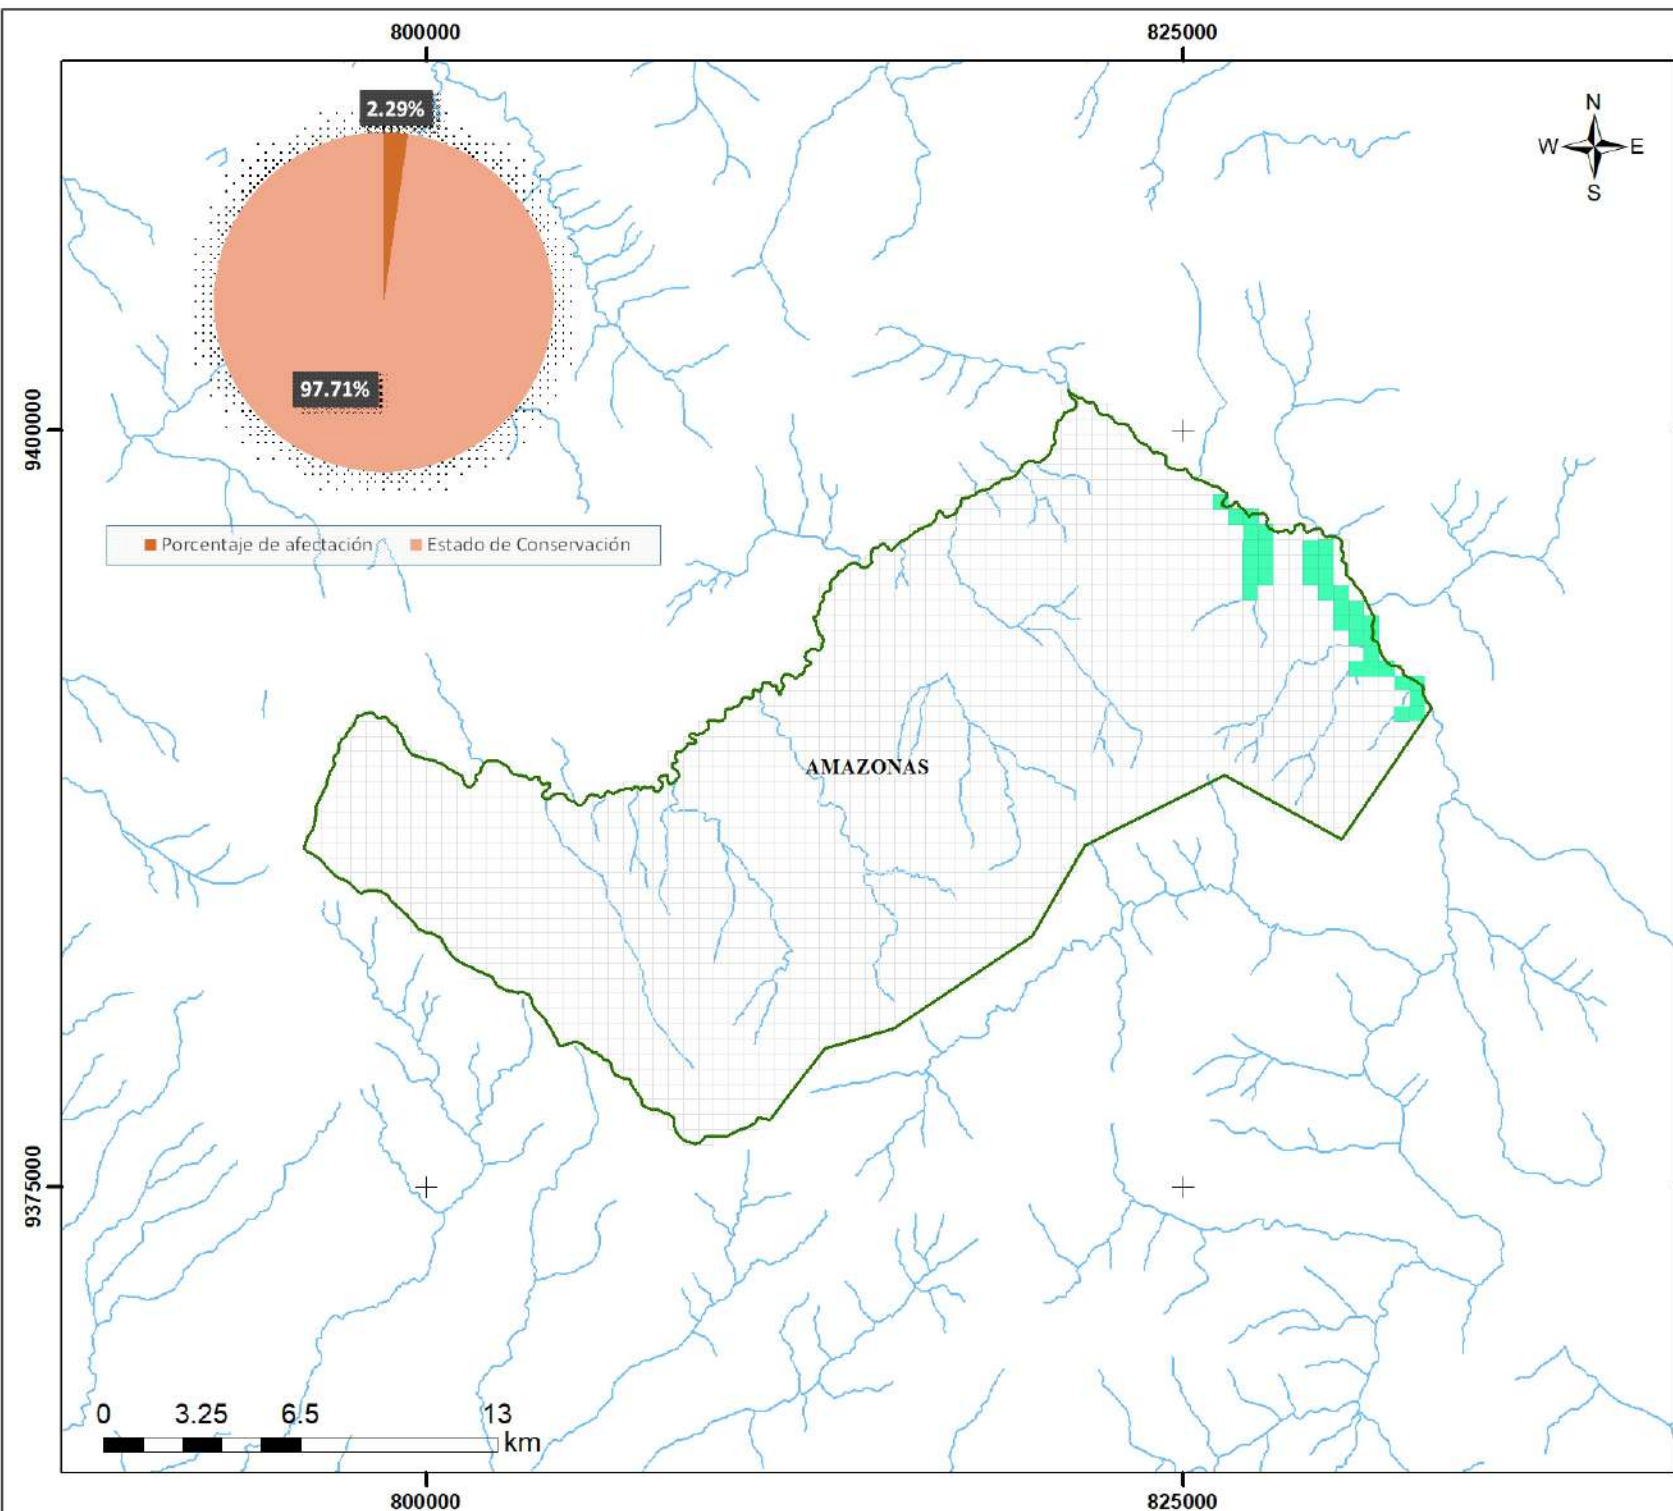 800000 825000
2.29%
N
W E
S
97.71%
9400000
Porcentaje de afectación Estado de Conservación
AMAZONAS
9375000
0 3.25 6.5 13
km
800000 825000